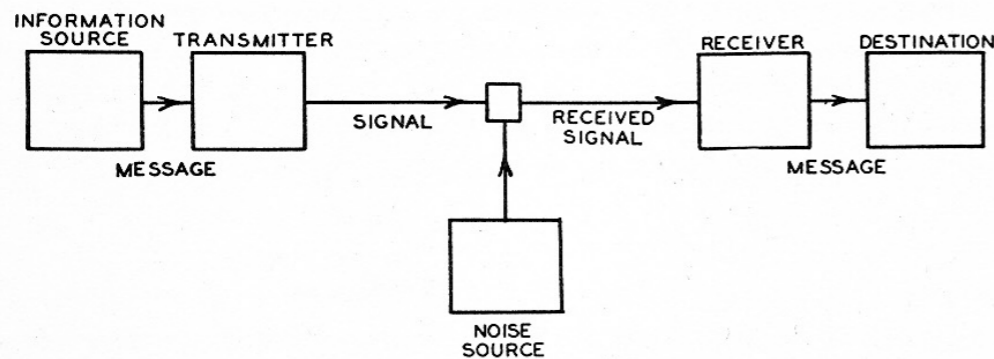 INFORMATION
SOURCE
TRANSMITTER
RECEIVER
DESTINATION
SIGNAL
RECEIVED
SIGNAL
MESSAGE
MESSAGE
NOISE
SOURCE